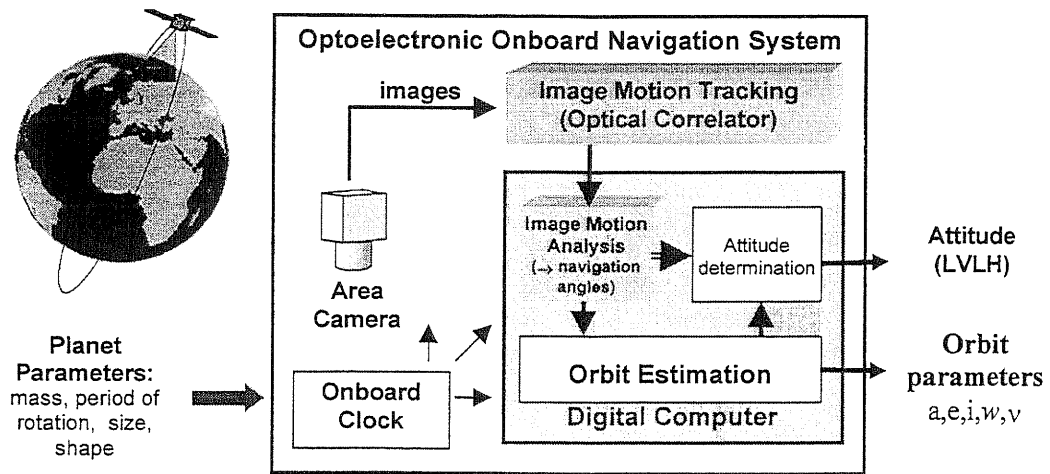 Optoelectronic Onboard Navigation System
images
Image Motion Tracking
(Optical Correlator)
Image Motion
Analysis
(→ navigation
angles)
Attitude
determination
Attitude
(LVLH)
Area
Camera
Planet
Parameters:
mass, period of
rotation, size,
shape
Onboard
Clock
Orbit Estimation
Digital Computer
Orbit
parameters
a,e,i,w,ν